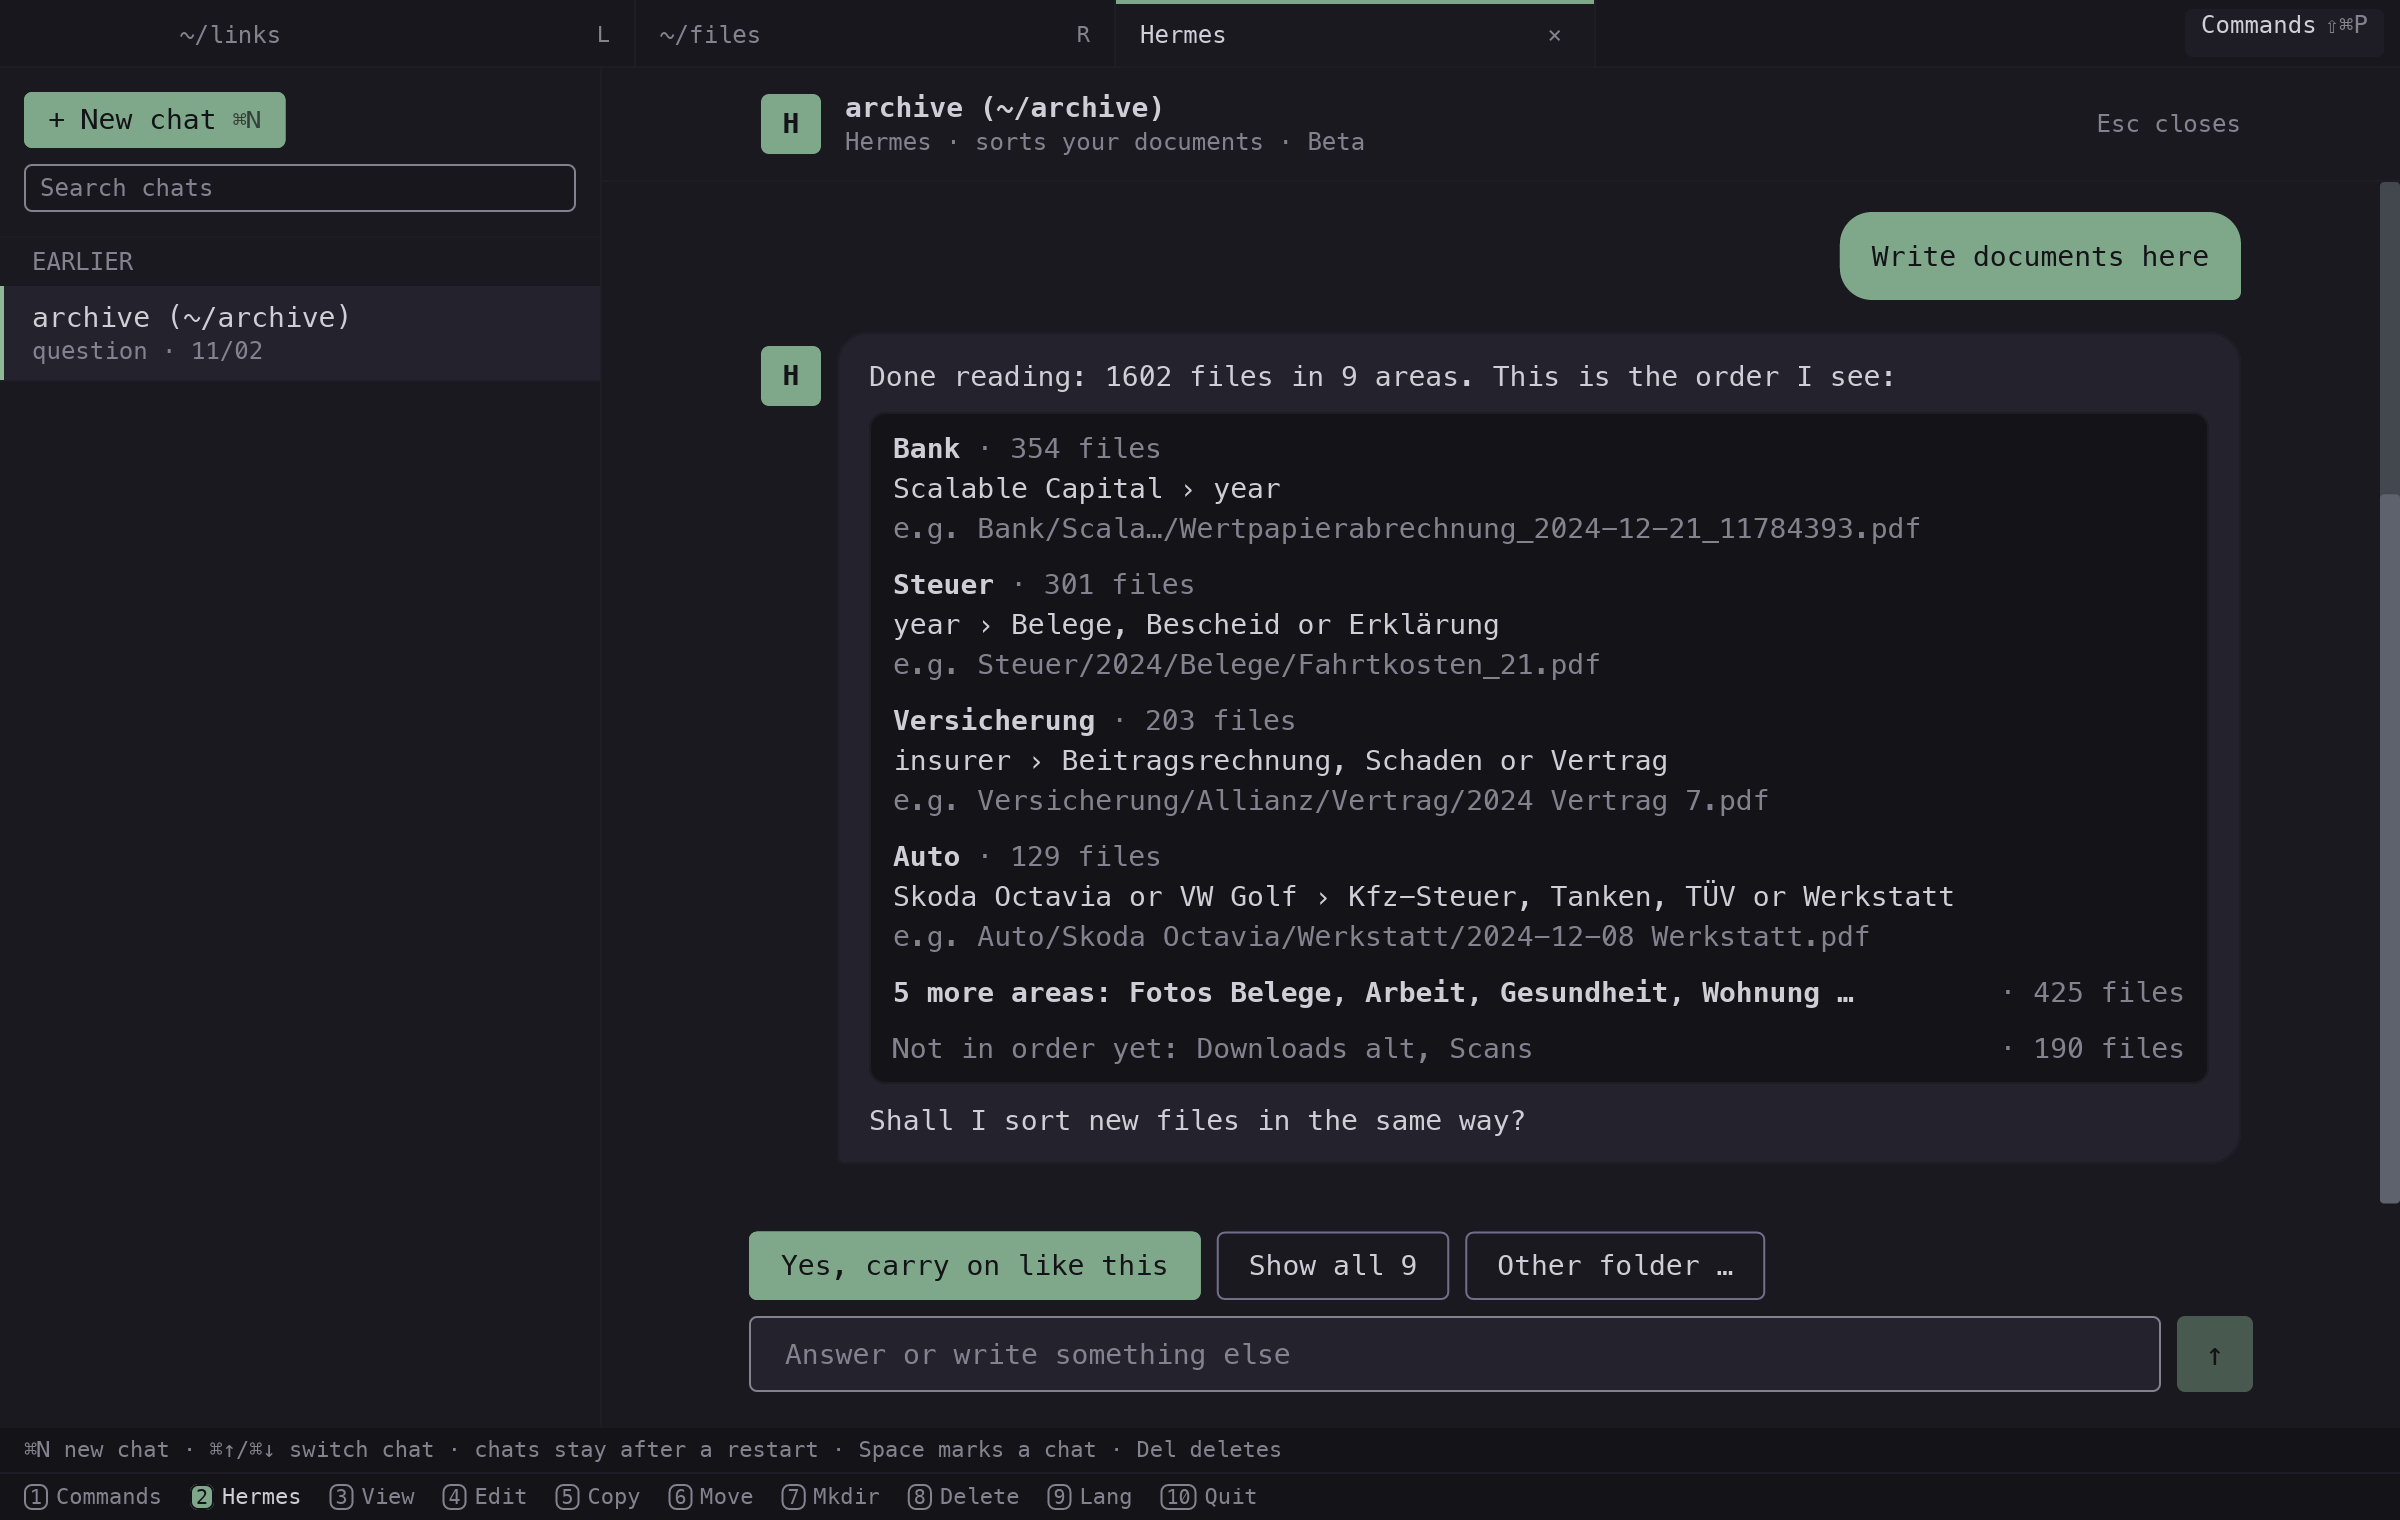 ~/links L ~/files R Hermes × Commands ⇧⌘P
+ New chat ⌘N
Search chats
EARLIER
archive (~/archive)
question · 11/02
H archive (~/archive)
Hermes · sorts your documents · Beta
Esc closes
Write documents here
H
Done reading: 1602 files in 9 areas. This is the order I see:
Bank · 354 files
Scalable Capital › year
e.g. Bank/Scala…/Wertpapierabrechnung_2024-12-21_11784393.pdf
Steuer · 301 files
year › Belege, Bescheid or Erklärung
e.g. Steuer/2024/Belege/Fahrtkosten_21.pdf
Versicherung · 203 files
insurer › Beitragsrechnung, Schaden or Vertrag
e.g. Versicherung/Allianz/Vertrag/2024 Vertrag 7.pdf
Auto · 129 files
Skoda Octavia or VW Golf › Kfz-Steuer, Tanken, TÜV or Werkstatt
e.g. Auto/Skoda Octavia/Werkstatt/2024-12-08 Werkstatt.pdf
5 more areas: Fotos Belege, Arbeit, Gesundheit, Wohnung … · 425 files
Not in order yet: Downloads alt, Scans · 190 files
Shall I sort new files in the same way?
Yes, carry on like this Show all 9 Other folder …
Answer or write something else ↑
⌘N new chat · ⌘↑/⌘↓ switch chat · chats stay after a restart · Space marks a chat · Del deletes
1 Commands 2 Hermes 3 View 4 Edit 5 Copy 6 Move 7 Mkdir 8 Delete 9 Lang 10 Quit